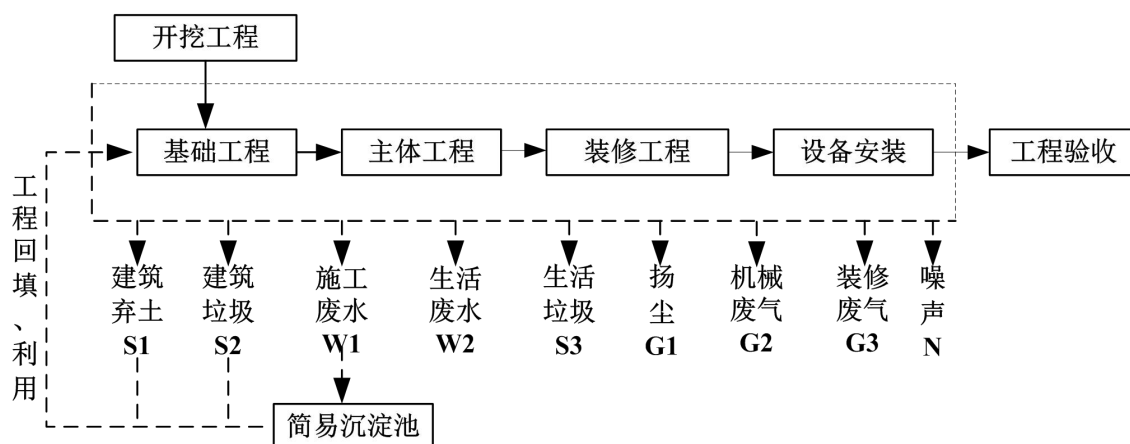 开挖工程
基础工程
主体工程
装修工程
设备安装
工程验收
工程回填、利用
建筑
弃土
S1
建筑
垃圾
S2
施工
废水
W1
生活
废水
W2
生活
垃圾
S3
扬
尘
G1
机械
废气
G2
装修
废气
G3
噪
声
N
简易沉淀池